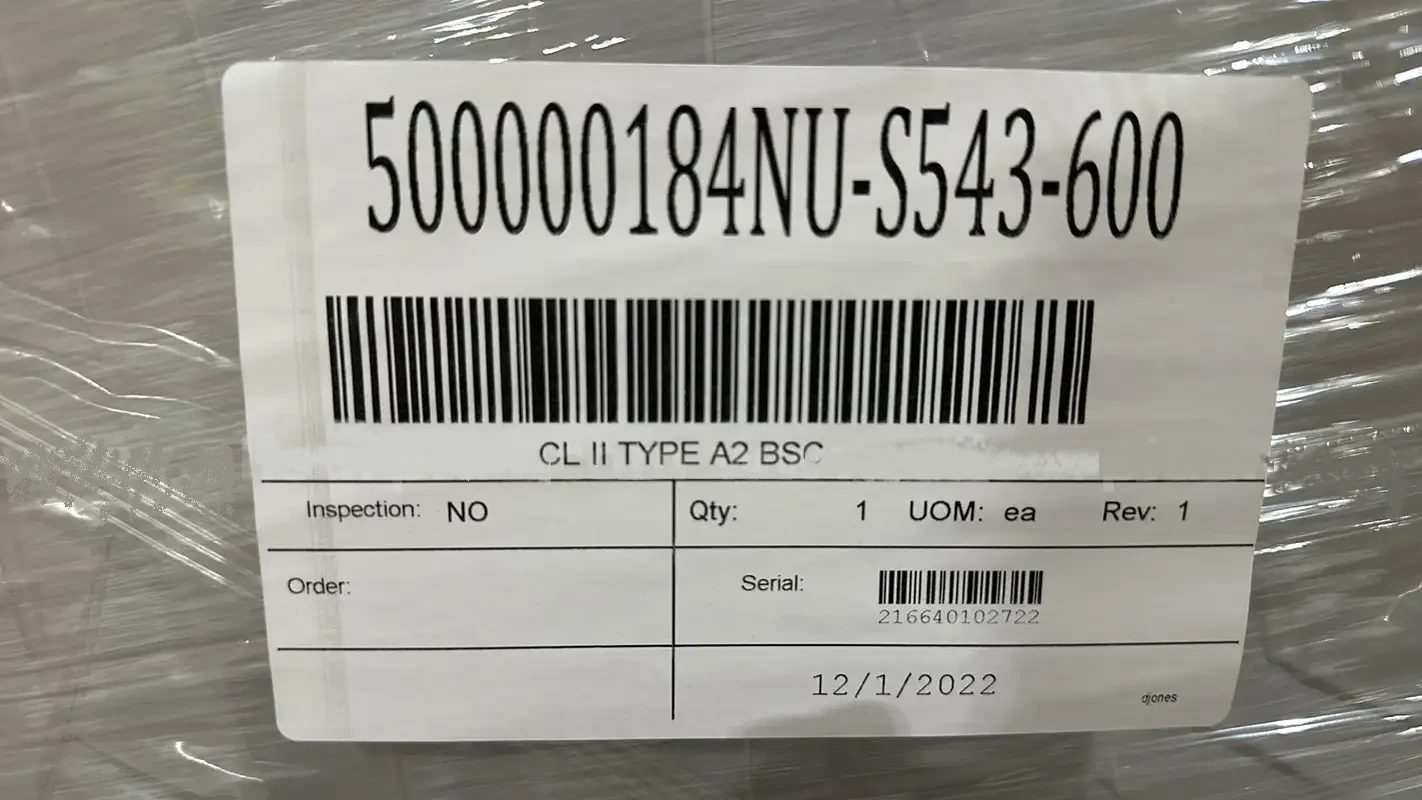 500000184NU-S543-600
CL II TYPE A2 BSC
Inspection: NO Qty: 1 UOM: ea Rev: 1
Order: Serial:
216640102722
12/1/2022
djones